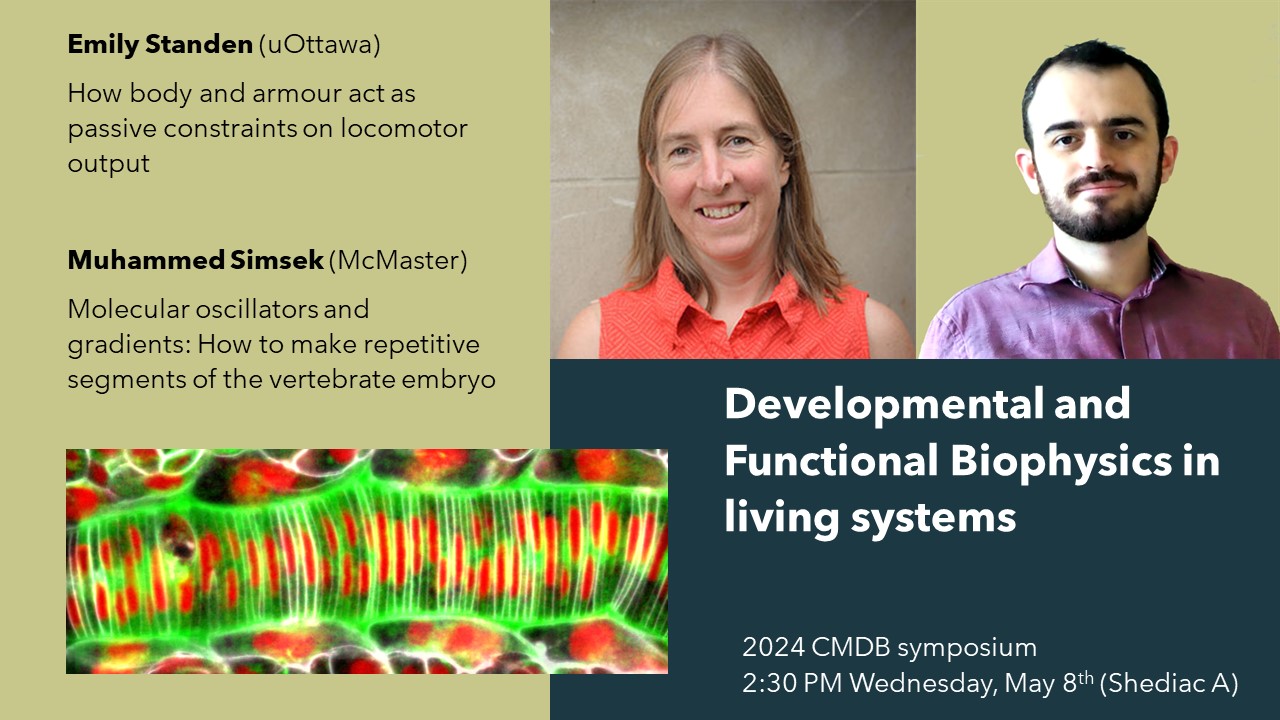 Emily Standen (uOttawa)
How body and armour act as
passive constraints on locomotor
output
Muhammed Simsek (McMaster)
Molecular oscillators and
gradients: How to make repetitive
segments of the vertebrate embryo
Developmental and
Functional Biophysics in
living systems
2024 CMDB symposium
2:30 PM Wednesday, May 8th (Shediac A)